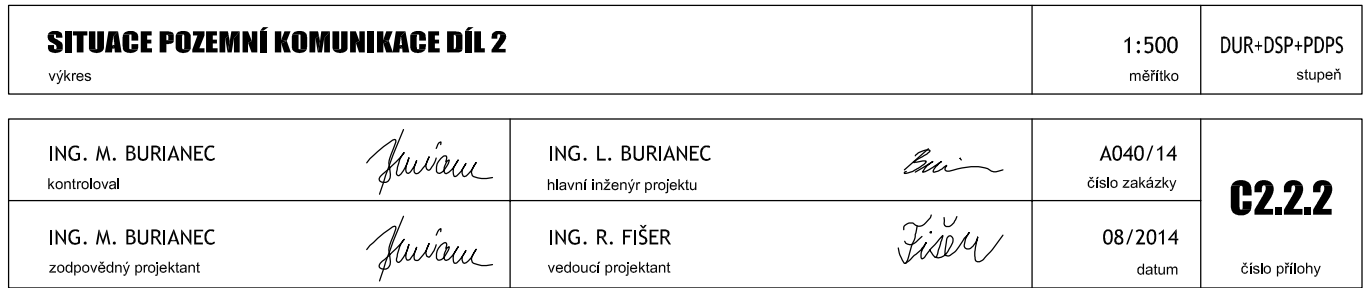 SITUACE POZEMNÍ KOMUNIKACE DÍL 2
výkres
1:500
měřítko
DUR+DSP+PDPS
stupeň
ING. M. BURIANEC
kontroloval
ING. L. BURIANEC
hlavní inženýr projektu
Buri
A040/14
číslo zakázky
ING. M. BURIANEC
zodpovědný projektant
ING. R. FIŠER
vedoucí projektant
Fišer
08/2014
datum
C2.2.2
číslo přílohy